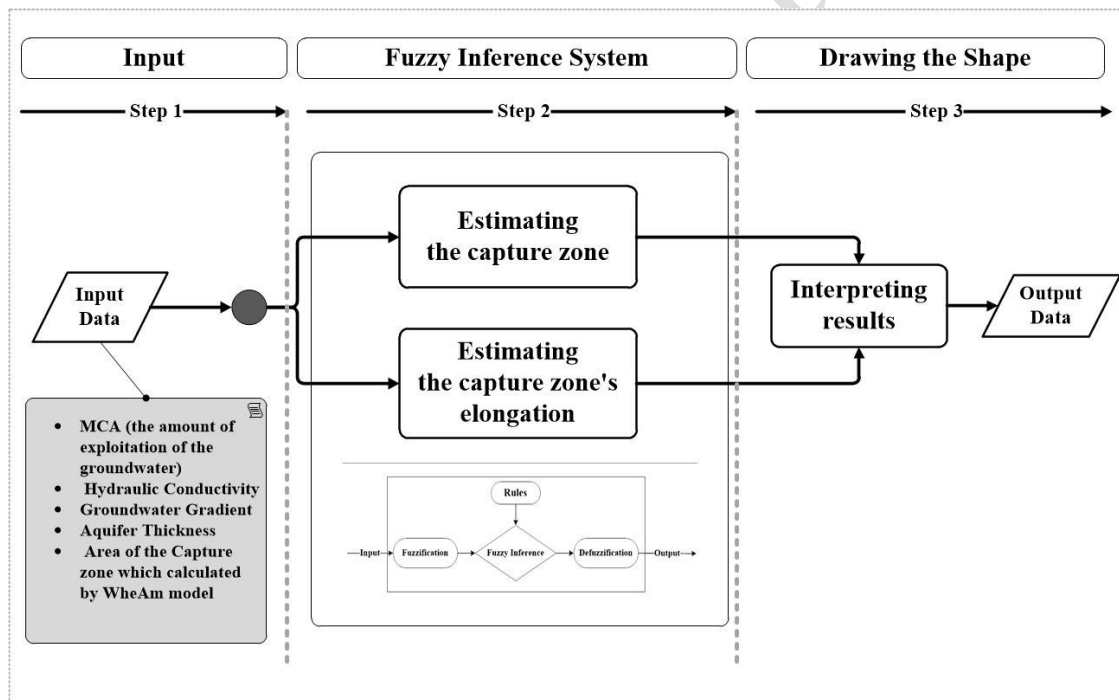 Input
Fuzzy Inference System
Drawing the Shape
Step 1
Step 2
Step 3
Input
Data
• MCA (the amount of
exploitation of the
groundwater)
• Hydraulic Conductivity
• Groundwater Gradient
• Aquifer Thickness
• Area of the Capture
zone which calculated
by WheAm model
Estimating
the capture zone
Estimating
the capture zone's
elongation
Rules
Input
Fuzzification
Fuzzy Inference
Defuzzification
Output
Interpreting
results
Output
Data